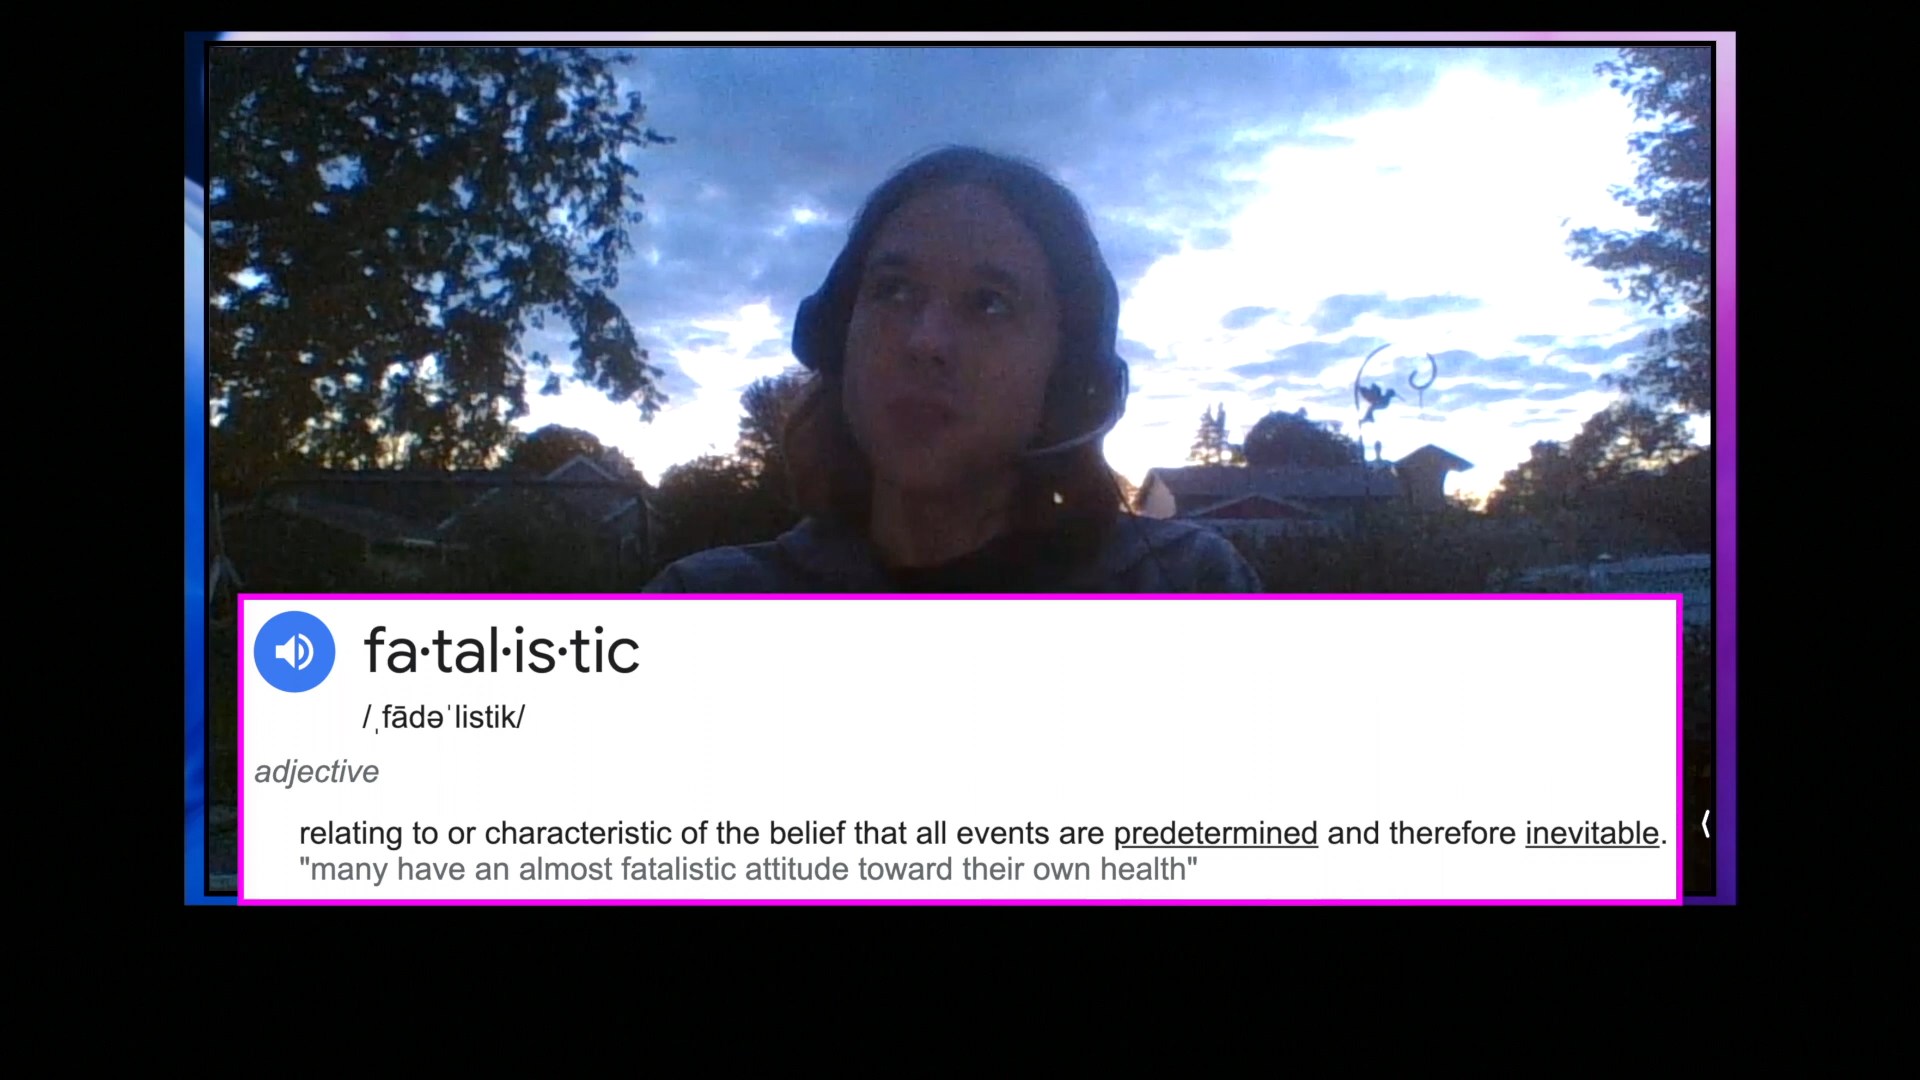 fa·tal·is·tic
/ˌfādəˈlistik/
adjective
relating to or characteristic of the belief that all events are predetermined and therefore inevitable.
"many have an almost fatalistic attitude toward their own health"